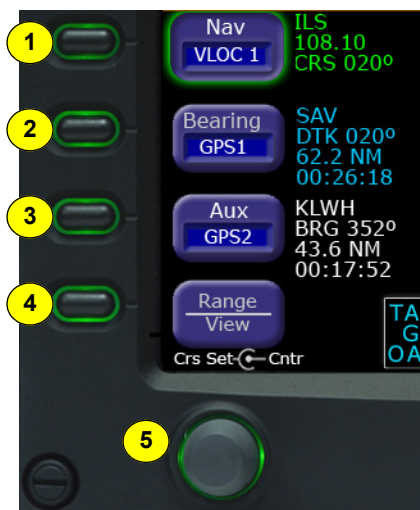 1
Nav
VLOC 1
ILS
108.10
CRS 020º
2
Bearing
GPS1
SAV
DTK 020º
62.2 NM
00:26:18
3
Aux
GPS2
KLWH
BRG 352º
43.6 NM
00:17:52
4
Range
View
TA
G
OA
Crs Set
Cntr
5